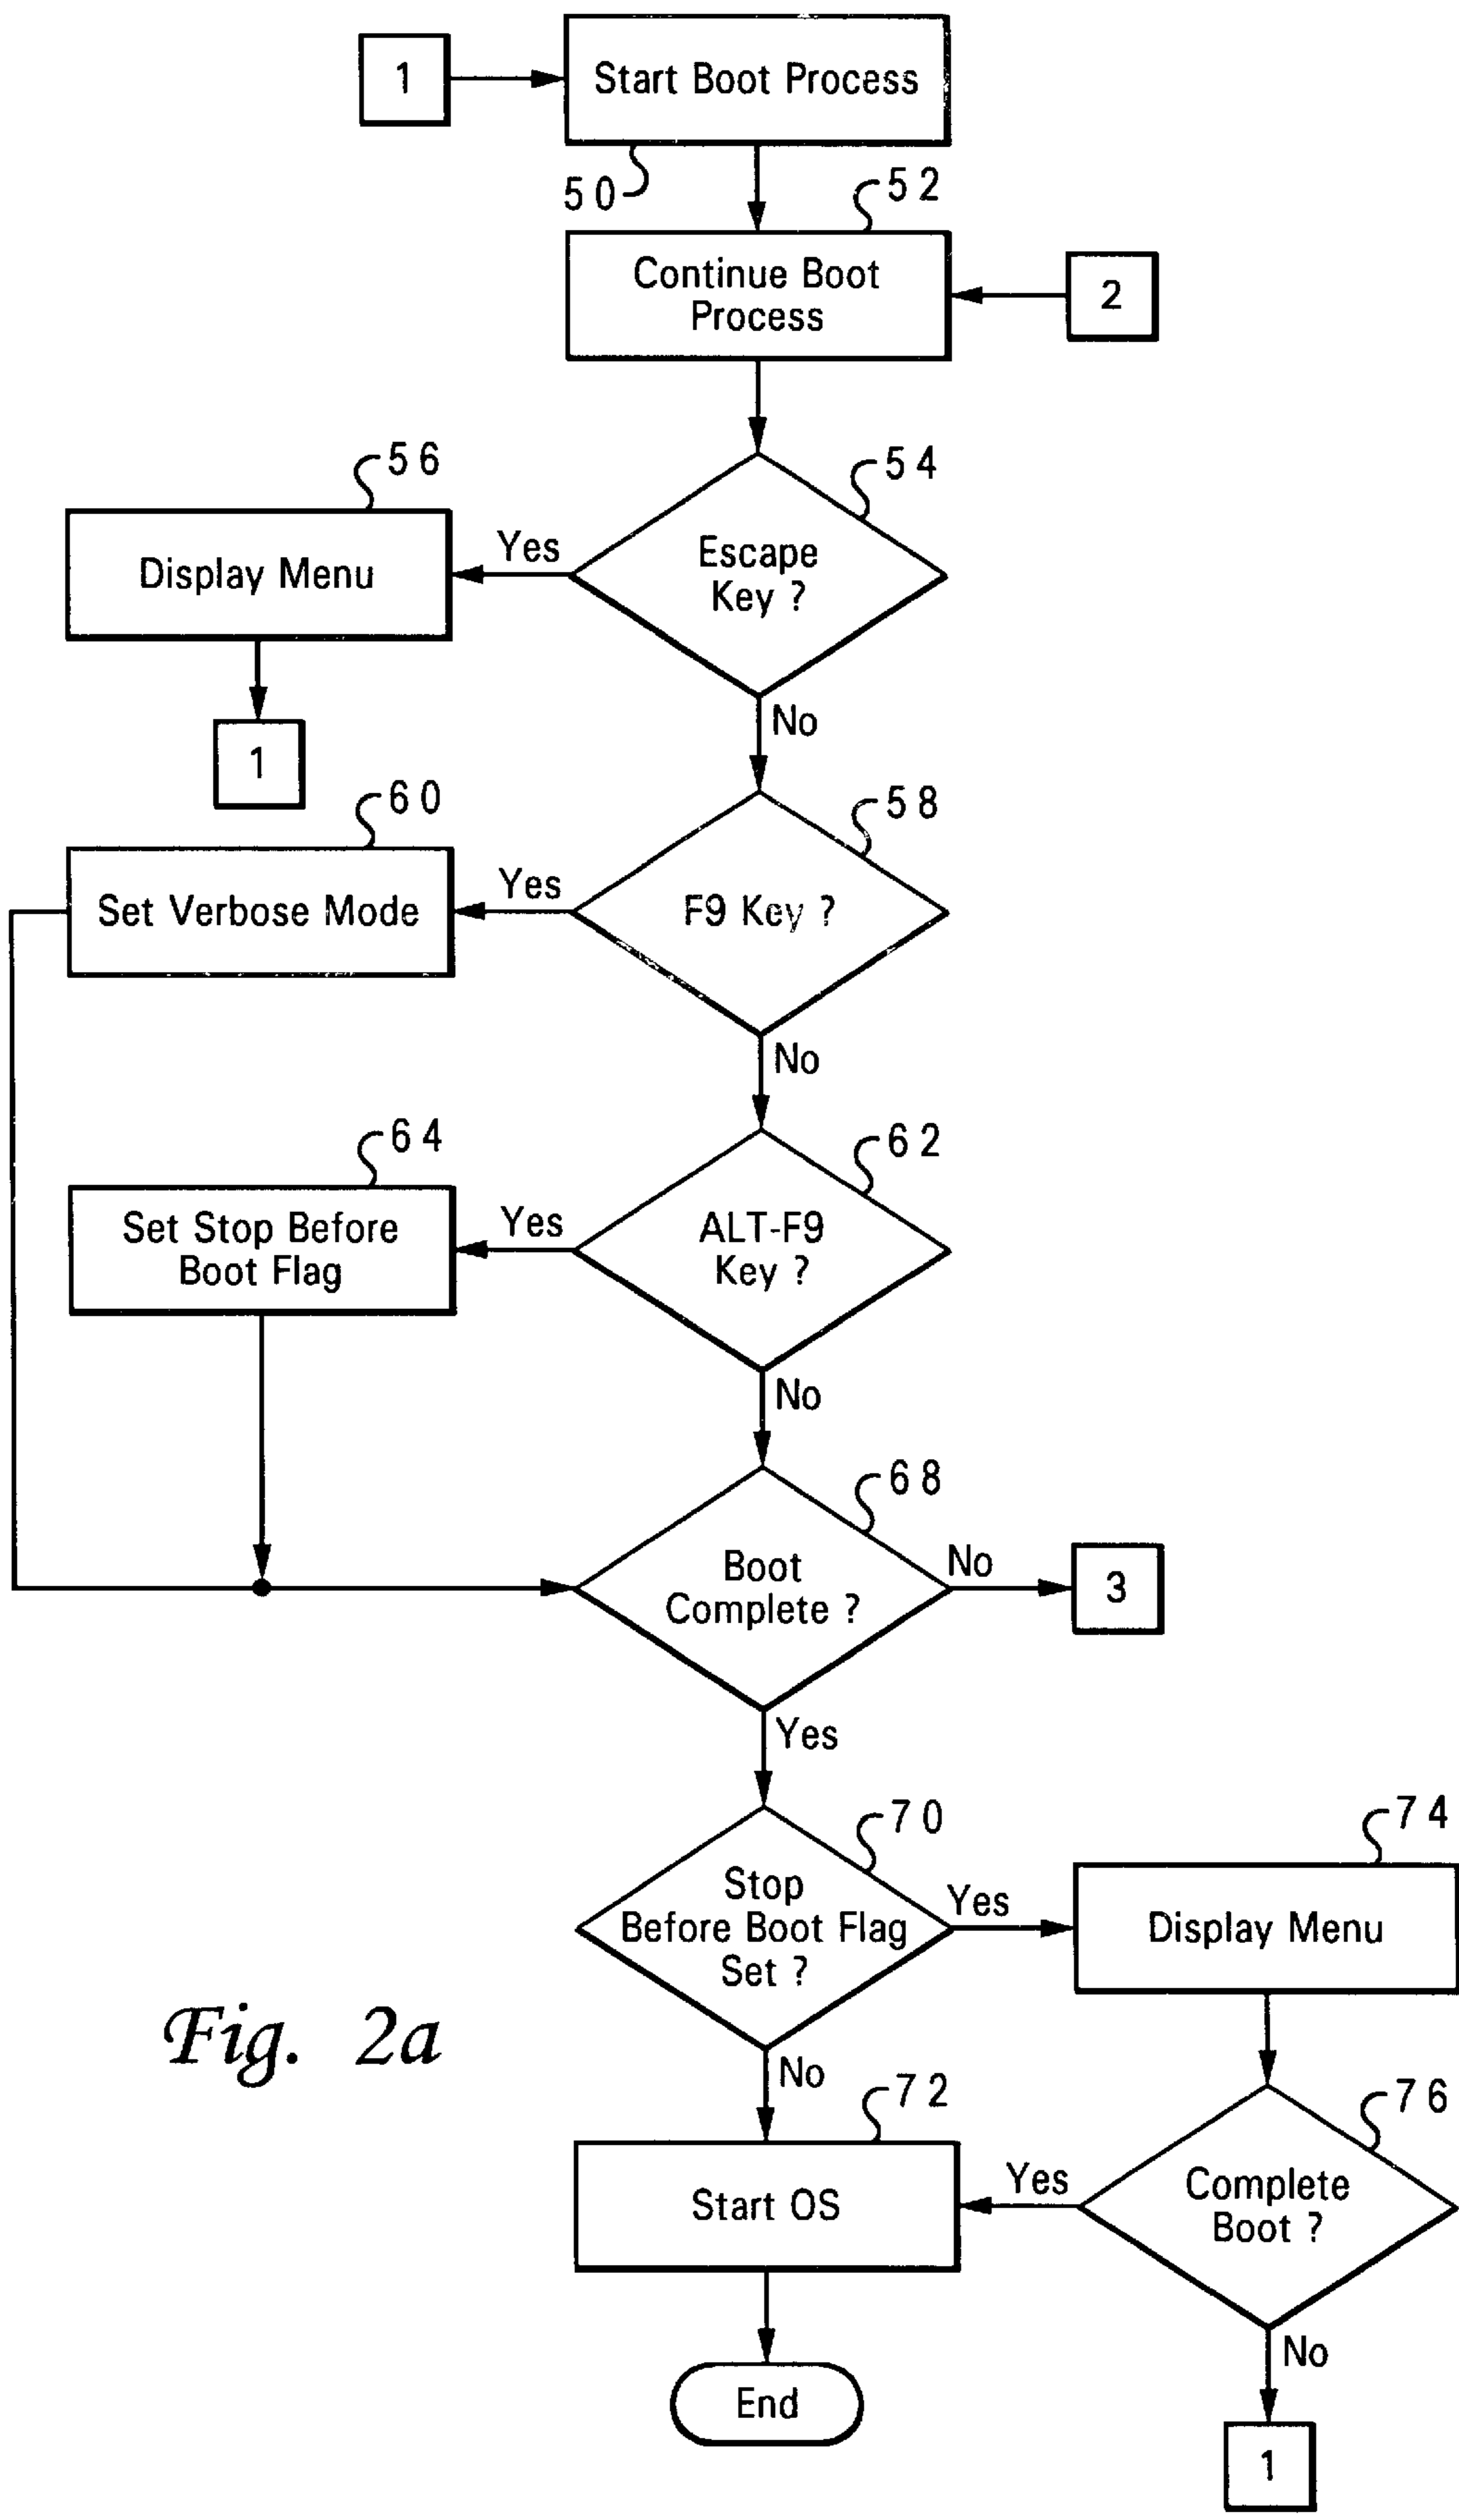 1
Start Boot Process
50
52
Continue Boot
Process
2
56
54
Display Menu
Yes
Escape
Key ?
No
1
60
58
Set Verbose Mode
Yes
F9 Key ?
No
64
62
Set Stop Before
Boot Flag
Yes
ALT-F9
Key ?
No
68
Boot
Complete ?
No
3
Yes
70
74
Stop
Before Boot Flag
Set ?
Yes
Display Menu
Fig. 2a
No
72
76
Start OS
Yes
Complete
Boot ?
No
End
1